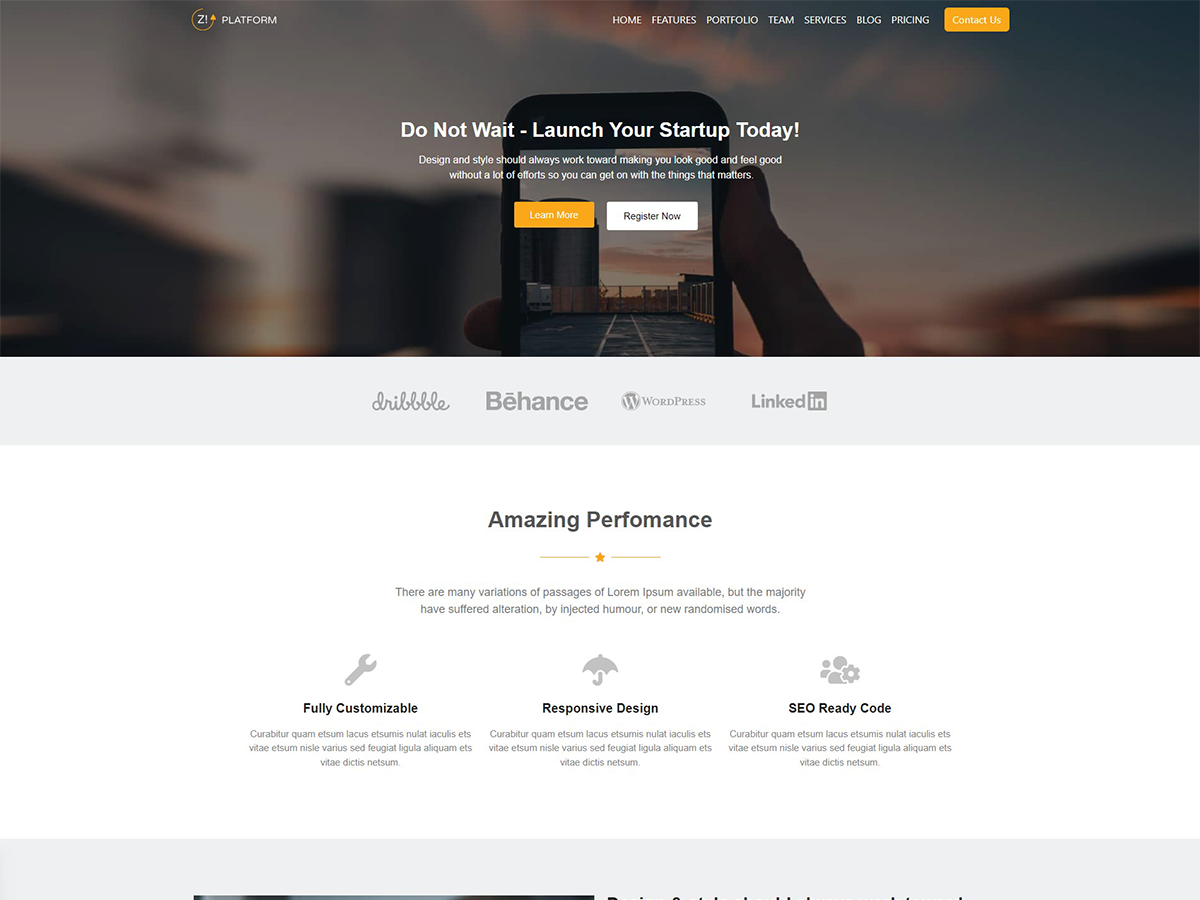 Z! PLATFORM
HOME FEATURES PORTFOLIO TEAM SERVICES BLOG PRICING Contact Us
Do Not Wait - Launch Your Startup Today!
Design and style should always work toward making you look good and feel good
without a lot of efforts so you can get on with the things that matters.
Learn More Register Now
dribbble Bēhance WORDPRESS Linked in
Amazing Perfomance
There are many variations of passages of Lorem Ipsum available, but the majority
have suffered alteration, by injected humour, or new randomised words.
Fully Customizable
Curabitur quam etsum lacus etsumis nulat iaculis ets
vitae etsum nisle varius sed feugiat ligula aliquam ets
vitae dictis netsum.
Responsive Design
Curabitur quam etsum lacus etsumis nulat iaculis ets
vitae etsum nisle varius sed feugiat ligula aliquam ets
vitae dictis netsum.
SEO Ready Code
Curabitur quam etsum lacus etsumis nulat iaculis ets
vitae etsum nisle varius sed feugiat ligula aliquam ets
vitae dictis netsum.